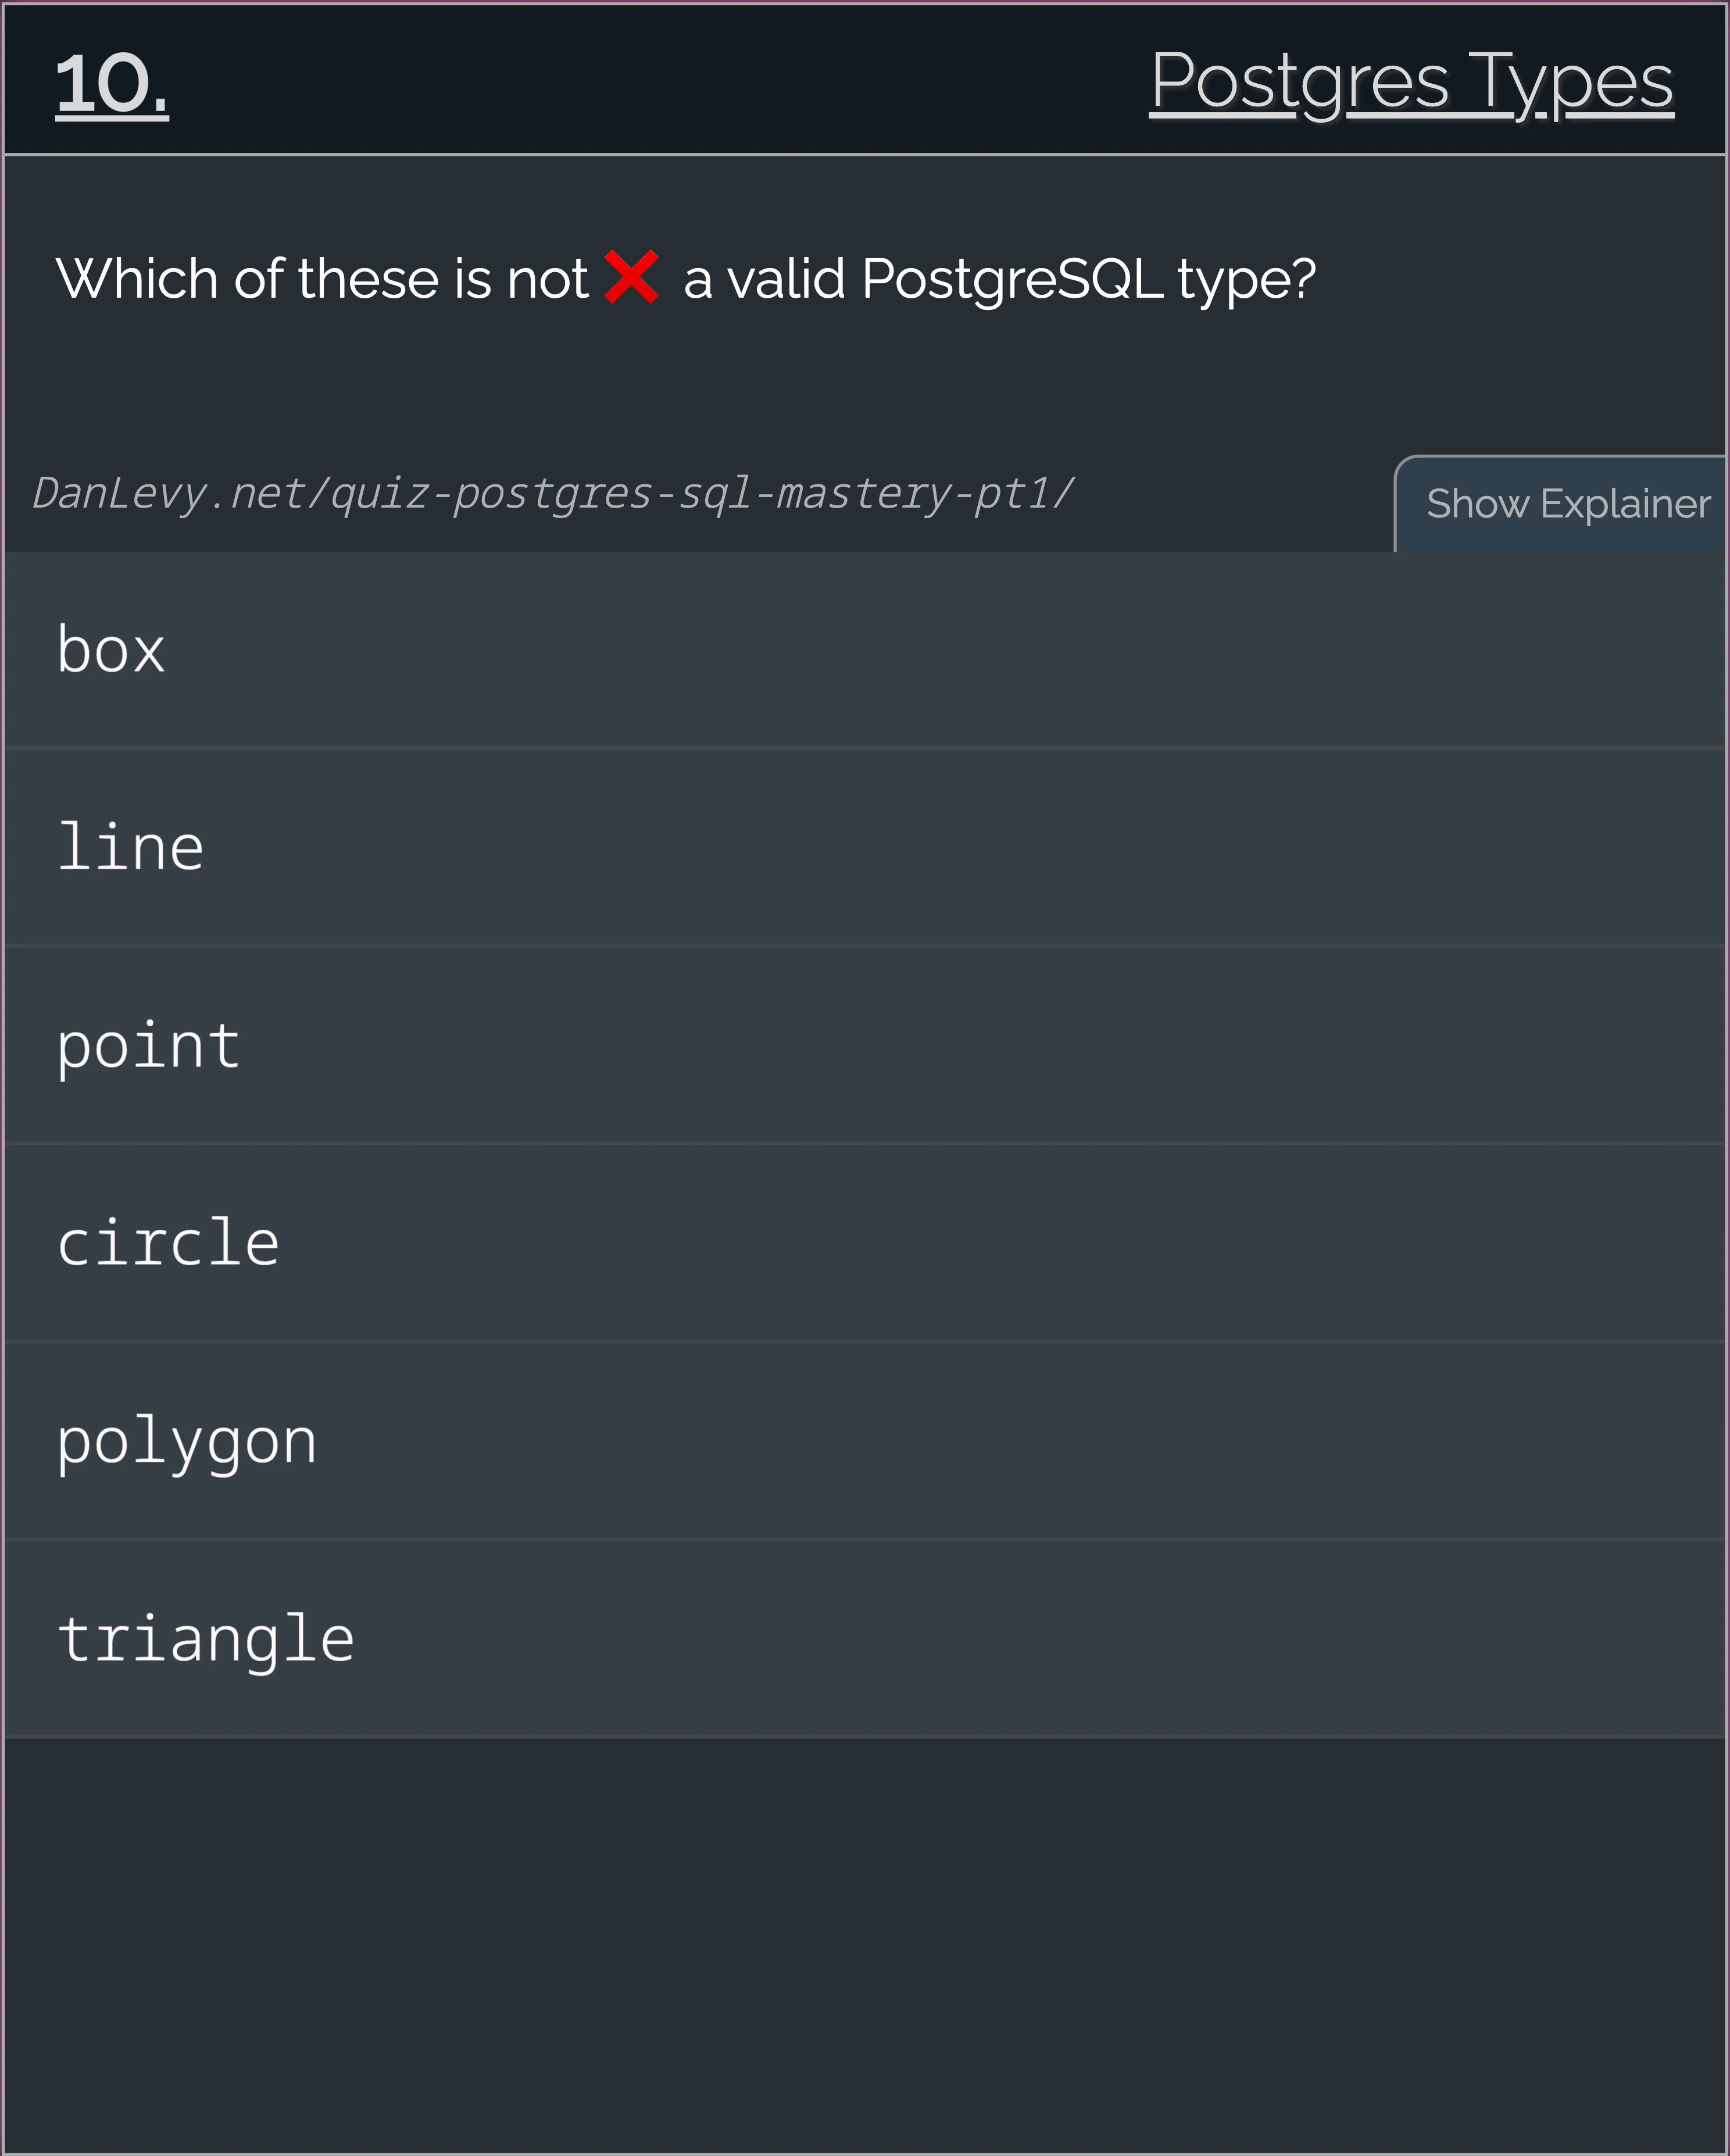 10.
Postgres Types
Which of these is not ❌ a valid PostgreSQL type?
DanLevy.net/quiz-postgres-sql-mastery-pt1/
Show Explainer
box
line
point
circle
polygon
triangle